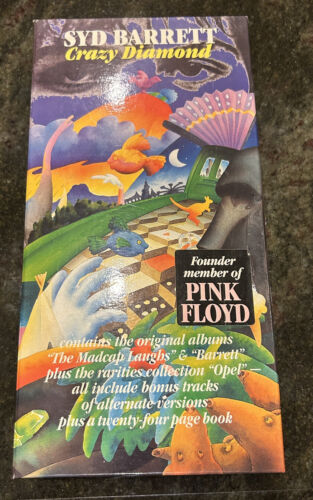 SYD BARRETT
Crazy Diamond
Founder
member of
PINK
FLOYD
contains the original albums
"The Madcap Laughs" & "Barrett"
plus the rarities collection "Opel" —
all include bonus tracks
of alternate versions
plus a twenty-four page book